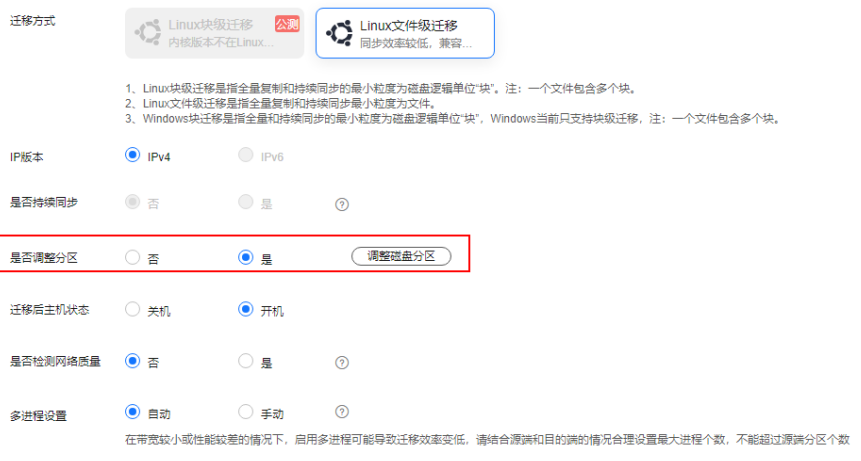 迁移方式
Linux块级迁移 公测
内核版本不在Linux...
Linux文件级迁移
同步效率较低，兼容...
1、Linux块级迁移是指全量复制和持续同步的最小粒度为磁盘逻辑单位“块”。注：一个文件包含多个块。
2、Linux文件级迁移是指全量复制和持续同步最小粒度为文件。
3、Windows块迁移是指全量和持续同步的最小粒度为磁盘逻辑单位“块”，Windows当前只支持块级迁移，注：一个文件包含多个块。
IP版本 IPv4 IPv6
是否持续同步 否 是 ?
是否调整分区 否 是 调整磁盘分区
迁移后主机状态 关机 开机
是否检测网络质量 否 是 ?
多进程设置 自动 手动 ?
在带宽较小或性能较差的情况下，启用多进程可能导致迁移效率变低，请结合源端和目的端的情况合理设置最大进程个数，不能超过源端分区个数